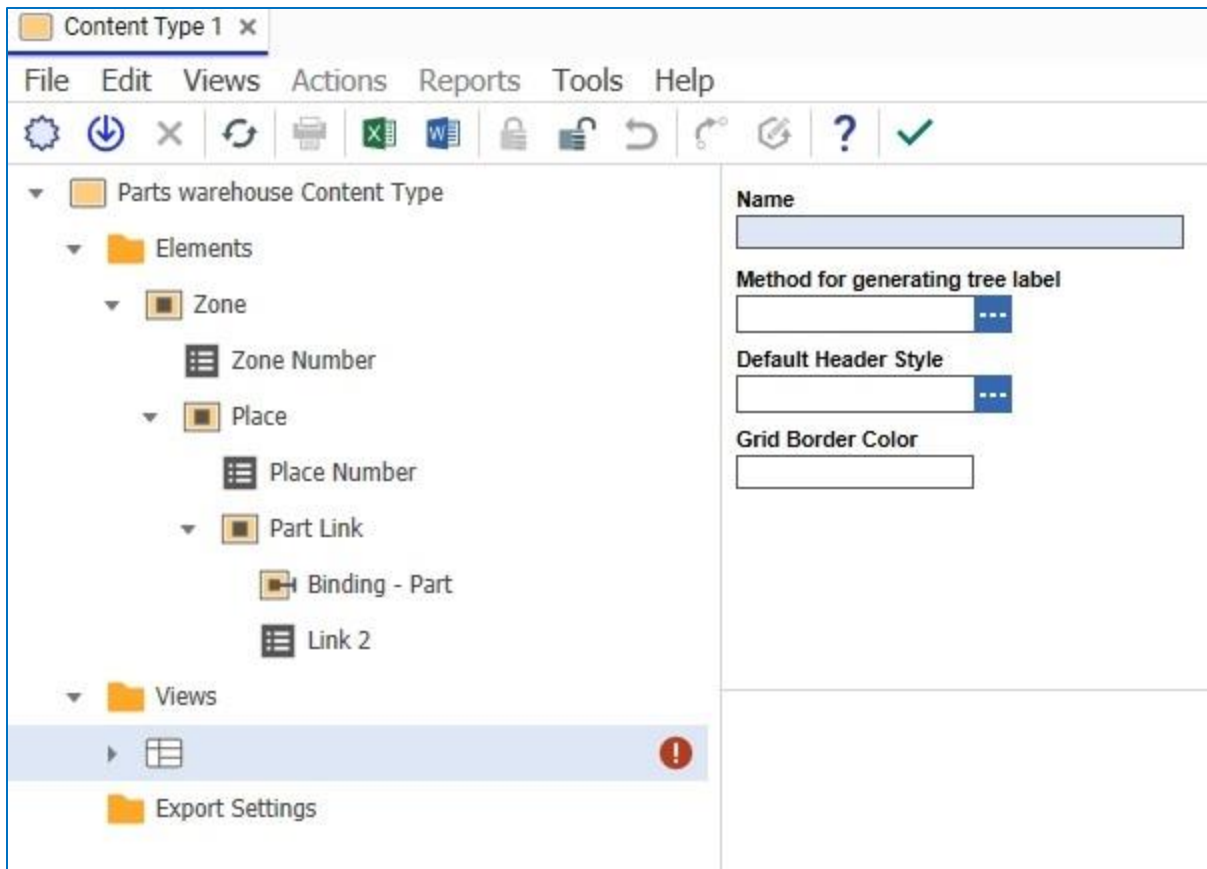 Content Type 1
File Edit Views Actions Reports Tools Help
Parts warehouse Content Type
Elements
Zone
Zone Number
Place
Place Number
Part Link
Binding - Part
Link 2
Views
Export Settings
Name
Method for generating tree label
Default Header Style
Grid Border Color